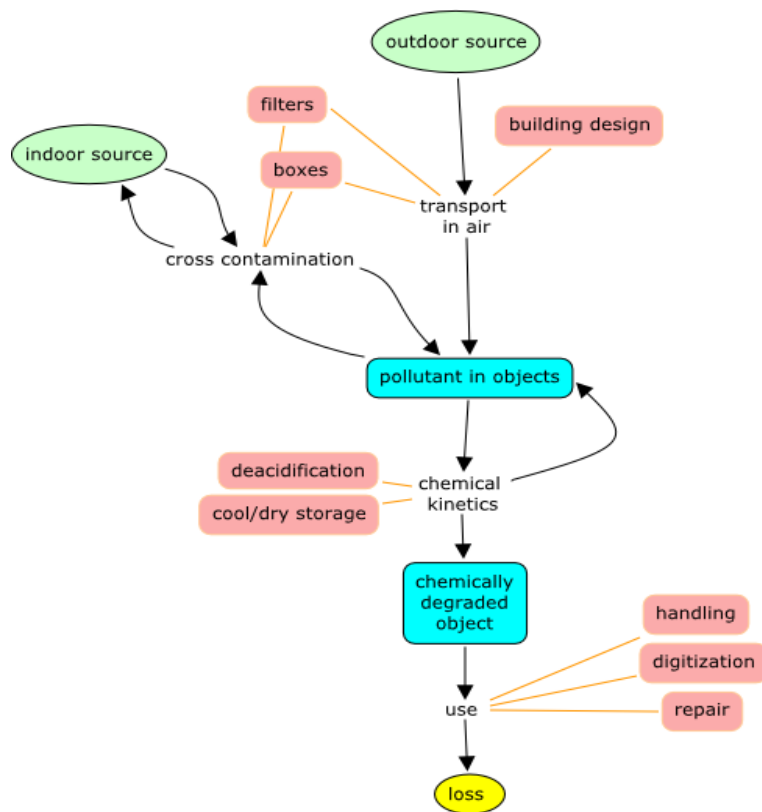 outdoor source
filters
building design
indoor source
boxes
transport
in air
cross contamination
pollutant in objects
deacidification
chemical
kinetics
cool/dry storage
chemically
degraded
object
handling
digitization
use
repair
loss